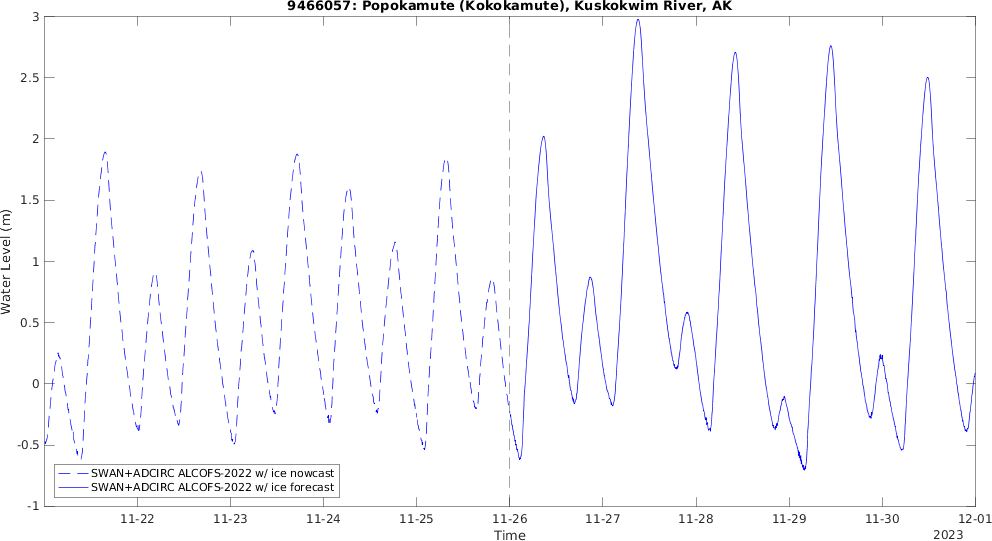 9466057: Popokamute (Kokokamute), Kuskokwim River, AK
3
2.5
2
1.5
1
0.5
0
-0.5
-1
Water Level (m)
SWAN+ADCIRC ALCOFS-2022 w/ ice nowcast
SWAN+ADCIRC ALCOFS-2022 w/ ice forecast
11-22 11-23 11-24 11-25 11-26 11-27 11-28 11-29 11-30 12-01
Time
2023